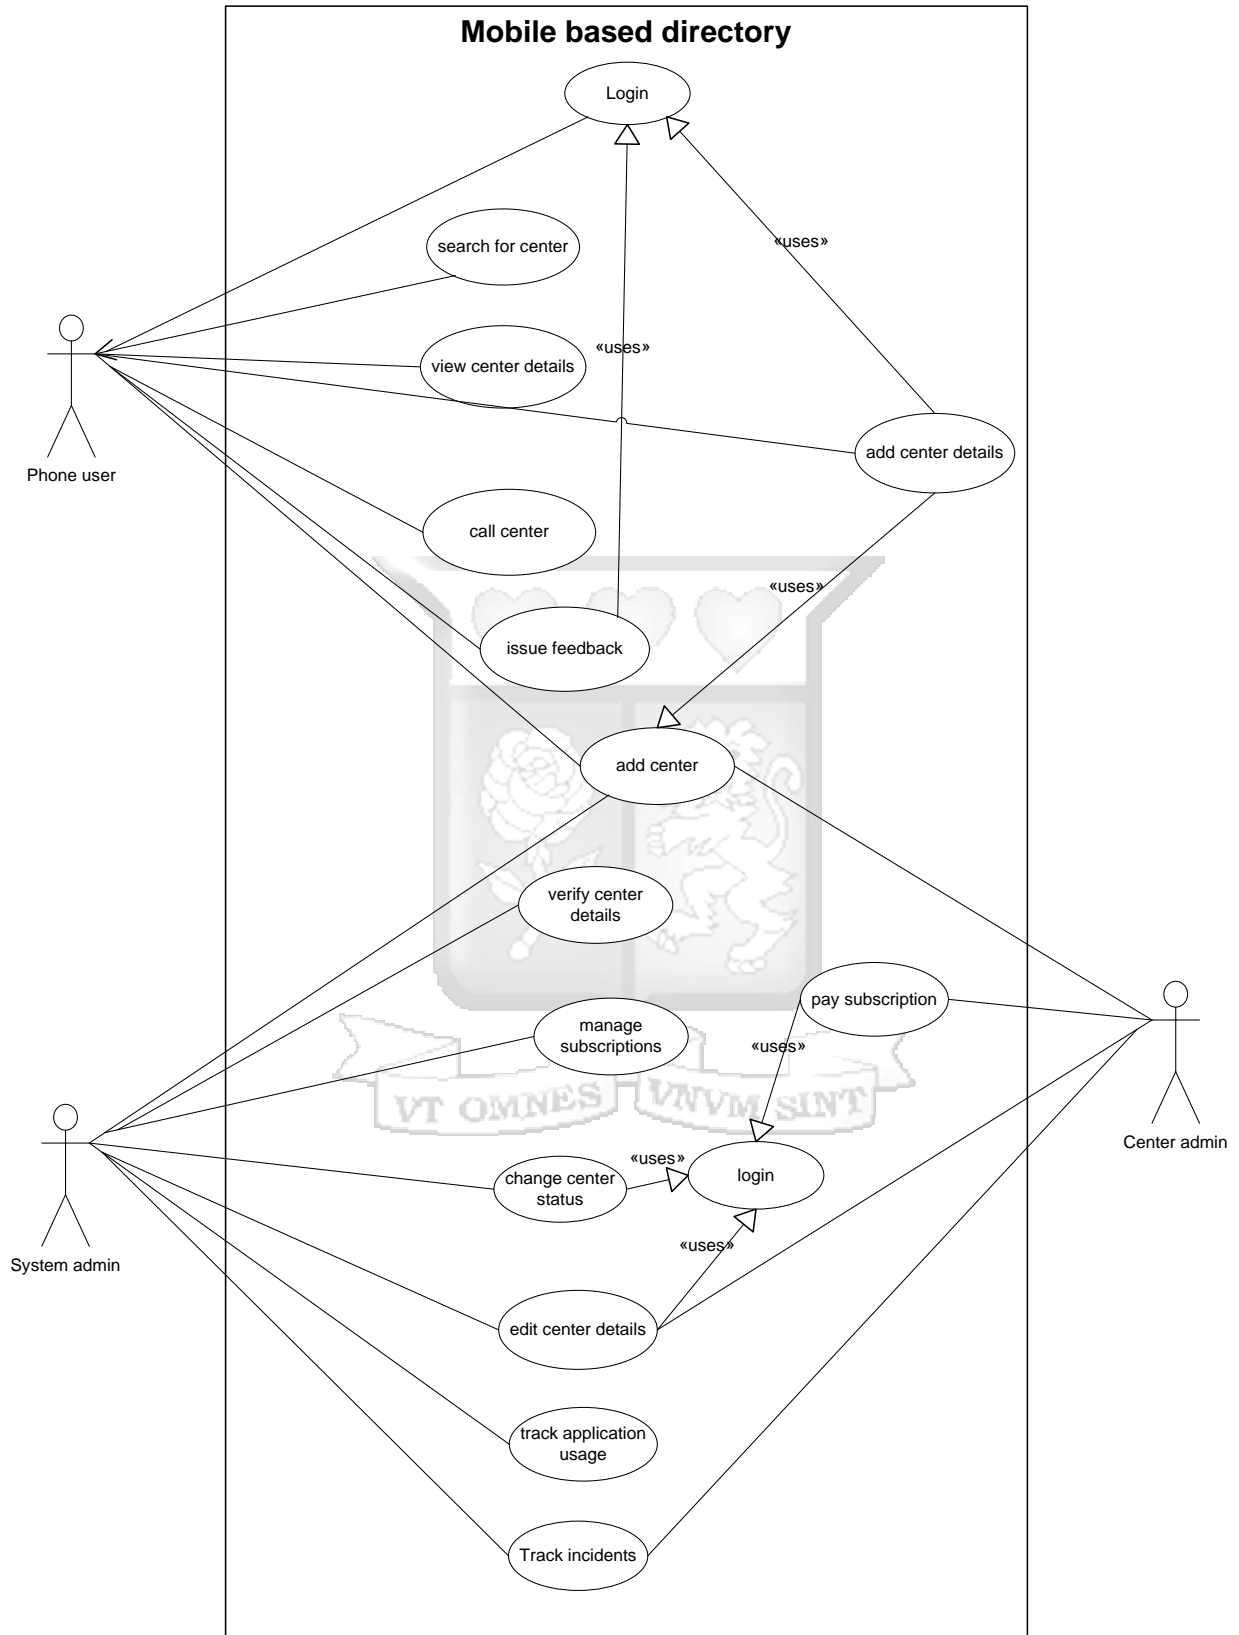 Mobile based directory
Login
search for center
«uses»
«uses»
view center details
add center details
Phone user
call center
«uses»
issue feedback
add center
verify center
details
pay subscription
manage
subscriptions
«uses»
VT OMNES VNVM SINT
Center admin
change center
status
«uses»
login
System admin
«uses»
edit center details
track application
usage
Track incidents